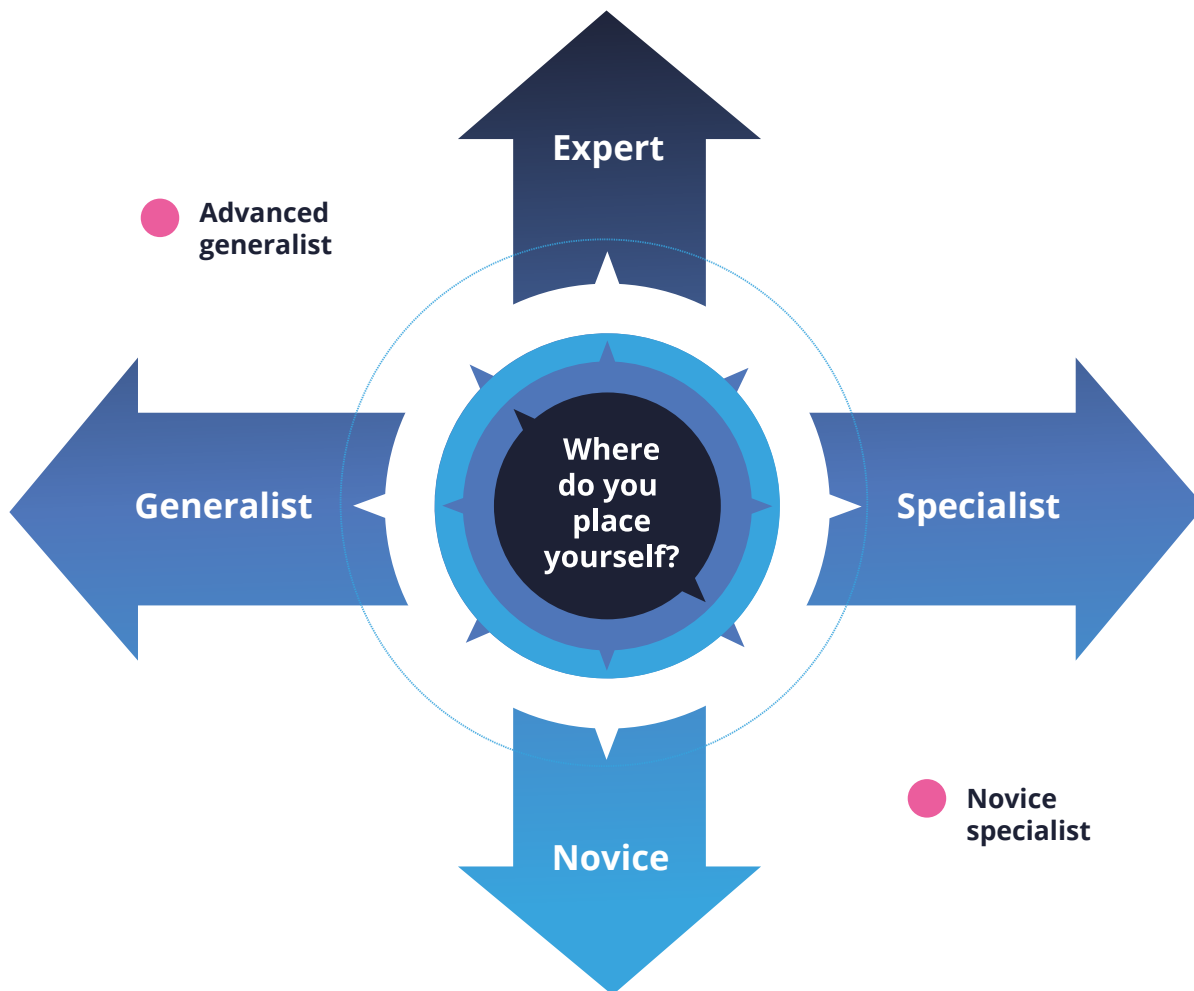 Expert
Advanced
generalist
Where
do you
place
yourself?
Generalist
Specialist
Novice
specialist
Novice